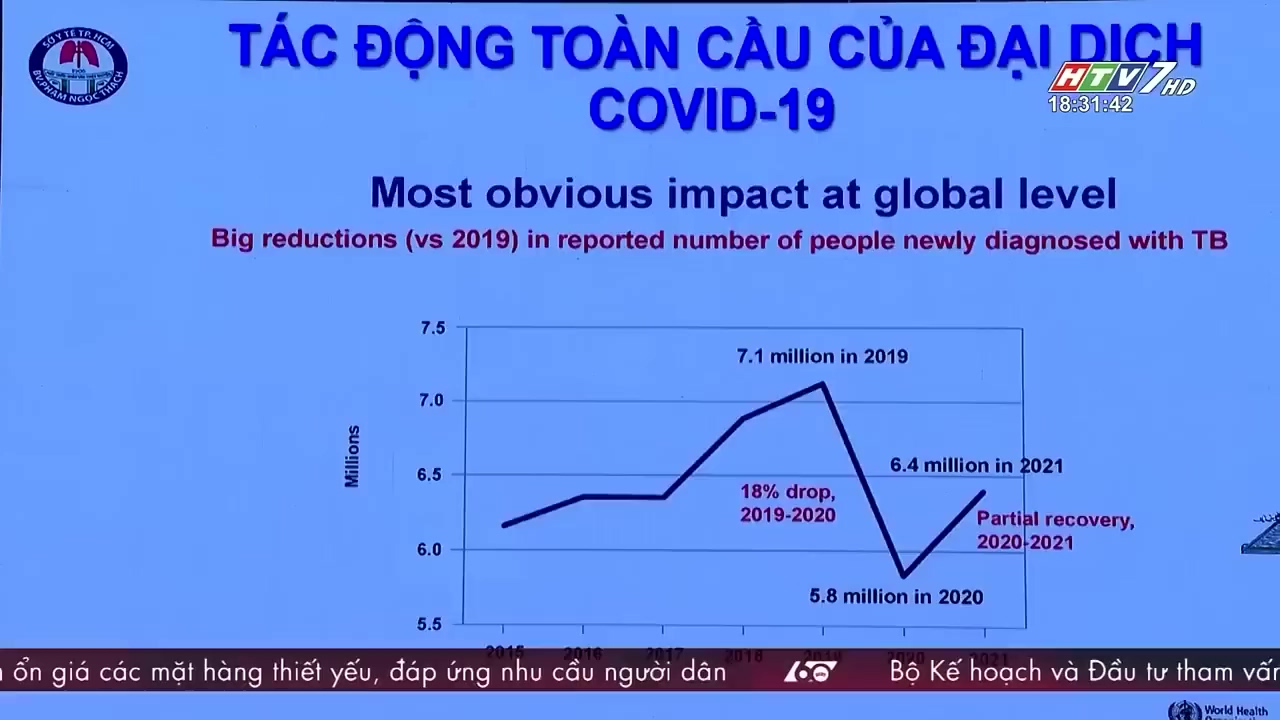 SỞ Y TẾ TP. HCM
BV.PHẠM NGỌC THẠCH
TÁC ĐỘNG TOÀN CẦU CỦA ĐẠI DỊCH
COVID-19
HTV7 HD
18:31:42
Most obvious impact at global level
Big reductions (vs 2019) in reported number of people newly diagnosed with TB
Millions
7.5
7.0
6.5
6.0
5.5
7.1 million in 2019
6.4 million in 2021
18% drop,
2019-2020
Partial recovery,
2020-2021
5.8 million in 2020
2015 2016 2017 2018 2019 2020 2021
ổn giá các mặt hàng thiết yếu, đáp ứng nhu cầu người dân
60 giây
Bộ Kế hoạch và Đầu tư tham vấn
World Health